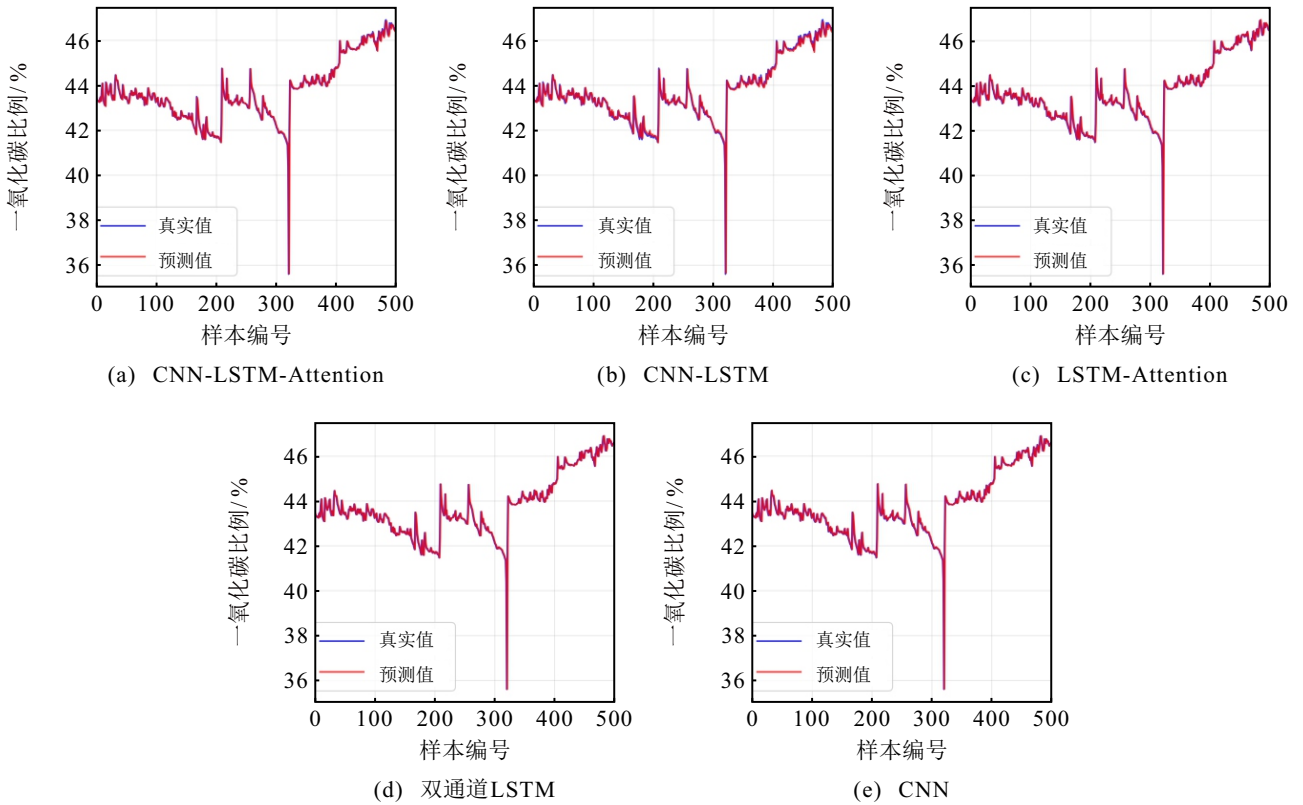 一氧化碳比例/%
46
44
42
40
38
36
真实值
预测值
0 100 200 300 400 500
样本编号
(a) CNN-LSTM-Attention
一氧化碳比例/%
46
44
42
40
38
36
真实值
预测值
0 100 200 300 400 500
样本编号
(b) CNN-LSTM
一氧化碳比例/%
46
44
42
40
38
36
真实值
预测值
0 100 200 300 400 500
样本编号
(c) LSTM-Attention
一氧化碳比例/%
46
44
42
40
38
36
真实值
预测值
0 100 200 300 400 500
样本编号
(d) 双通道LSTM
一氧化碳比例/%
46
44
42
40
38
36
真实值
预测值
0 100 200 300 400 500
样本编号
(e) CNN